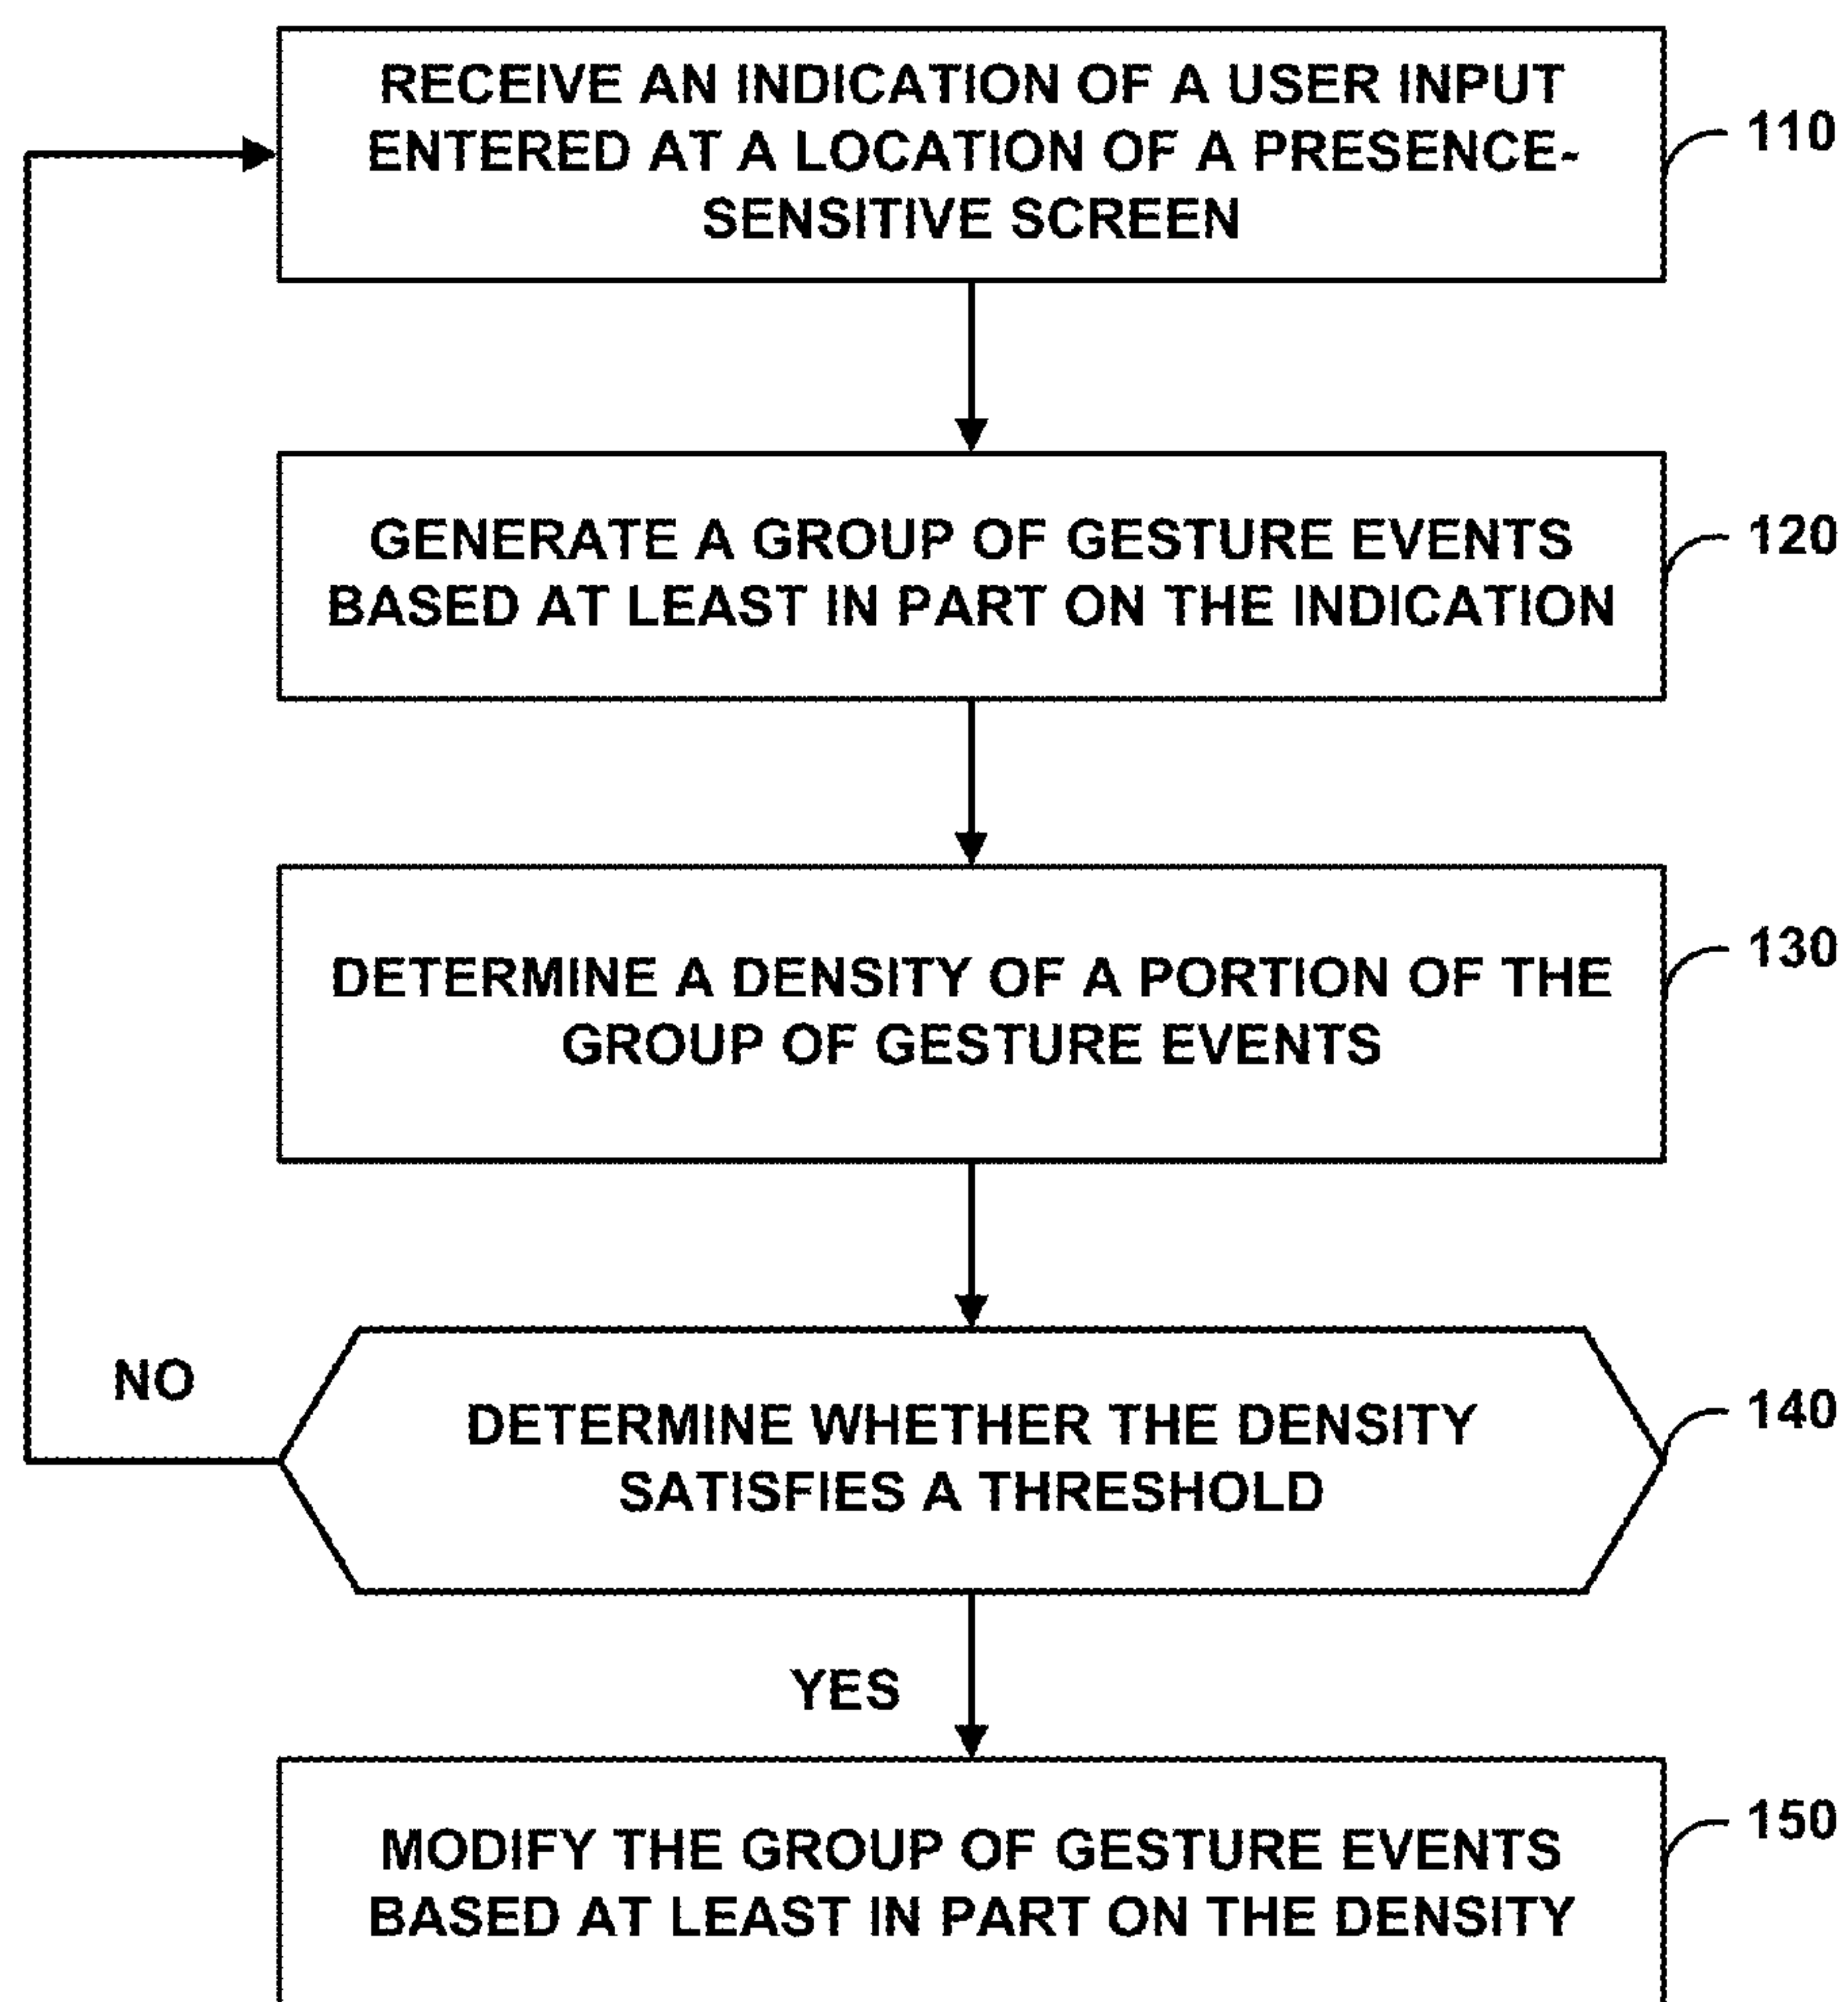 RECEIVE AN INDICATION OF A USER INPUT
ENTERED AT A LOCATION OF A PRESENCE-
SENSITIVE SCREEN
110
GENERATE A GROUP OF GESTURE EVENTS
BASED AT LEAST IN PART ON THE INDICATION
120
DETERMINE A DENSITY OF A PORTION OF THE
GROUP OF GESTURE EVENTS
130
NO
DETERMINE WHETHER THE DENSITY
SATISFIES A THRESHOLD
140
YES
MODIFY THE GROUP OF GESTURE EVENTS
BASED AT LEAST IN PART ON THE DENSITY
150